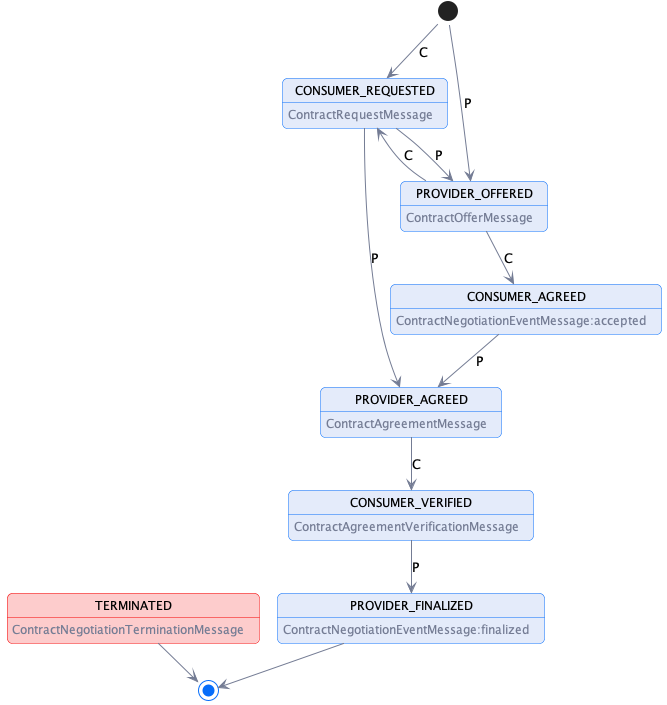 C
CONSUMER_REQUESTED
ContractRequestMessage
P
C
P
PROVIDER_OFFERED
ContractOfferMessage
P
C
CONSUMER_AGREED
ContractNegotiationEventMessage:accepted
P
PROVIDER_AGREED
ContractAgreementMessage
C
CONSUMER_VERIFIED
ContractAgreementVerificationMessage
P
TERMINATED
ContractNegotiationTerminationMessage
PROVIDER_FINALIZED
ContractNegotiationEventMessage:finalized